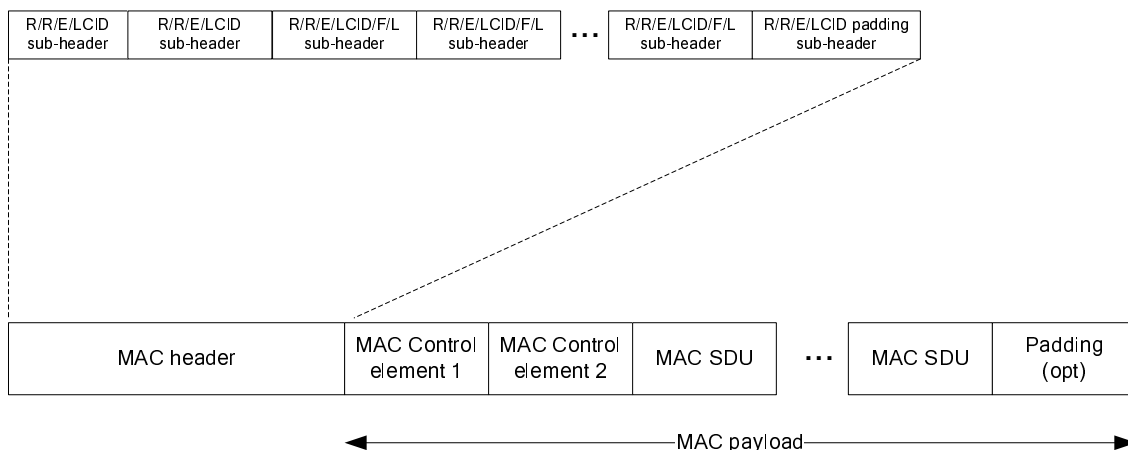 R/R/E/LCID
sub-header
R/R/E/LCID
sub-header
R/R/E/LCID/F/L
sub-header
R/R/E/LCID/F/L
sub-header
...
R/R/E/LCID/F/L
sub-header
R/R/E/LCID padding
sub-header
MAC header
MAC Control
element 1
MAC Control
element 2
MAC SDU
...
MAC SDU
Padding
(opt)
MAC payload